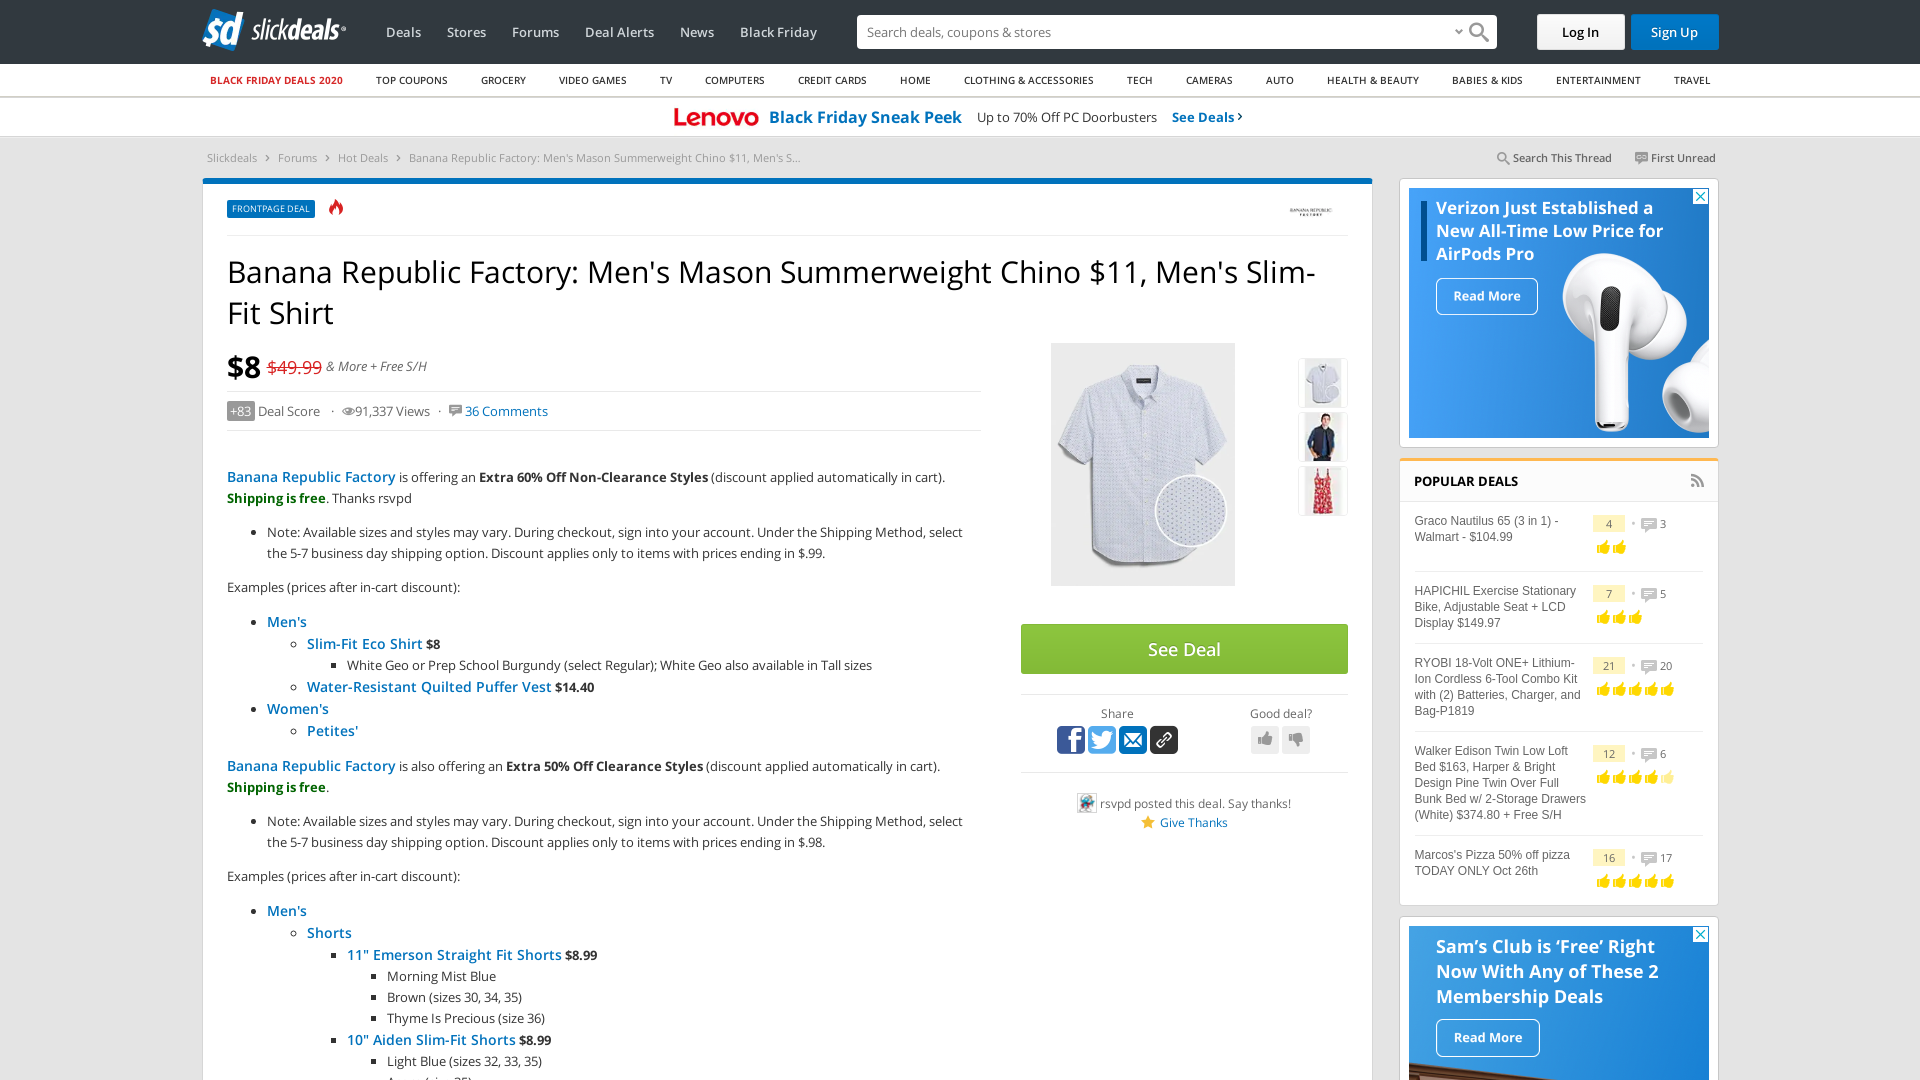 slickdeals
Deals Stores Forums Deal Alerts News Black Friday
Search deals, coupons & stores
Log In Sign Up
BLACK FRIDAY DEALS 2020 TOP COUPONS GROCERY VIDEO GAMES TV COMPUTERS CREDIT CARDS HOME CLOTHING & ACCESSORIES TECH CAMERAS AUTO HEALTH & BEAUTY BABIES & KIDS ENTERTAINMENT TRAVEL
Lenovo Black Friday Sneak Peek Up to 70% Off PC Doorbusters See Deals
Slickdeals › Forums › Hot Deals › Banana Republic Factory: Men's Mason Summerweight Chino $11, Men's S...
Search This Thread First Unread
FRONTPAGE DEAL
BANANA REPUBLIC
FACTORY
Banana Republic Factory: Men's Mason Summerweight Chino $11, Men's Slim-
Fit Shirt
$8 $49.99 & More + Free S/H
+83 Deal Score · 91,337 Views · 36 Comments
Banana Republic Factory is offering an Extra 60% Off Non-Clearance Styles (discount applied automatically in cart).
Shipping is free. Thanks rsvpd
Note: Available sizes and styles may vary. During checkout, sign into your account. Under the Shipping Method, select
the 5-7 business day shipping option. Discount applies only to items with prices ending in $.99.
Examples (prices after in-cart discount):
Men's
Slim-Fit Eco Shirt $8
White Geo or Prep School Burgundy (select Regular); White Geo also available in Tall sizes
Water-Resistant Quilted Puffer Vest $14.40
Women's
Petites'
Banana Republic Factory is also offering an Extra 50% Off Clearance Styles (discount applied automatically in cart).
Shipping is free.
Note: Available sizes and styles may vary. During checkout, sign into your account. Under the Shipping Method, select
the 5-7 business day shipping option. Discount applies only to items with prices ending in $.98.
Examples (prices after in-cart discount):
Men's
Shorts
11" Emerson Straight Fit Shorts $8.99
Morning Mist Blue
Brown (sizes 30, 34, 35)
Thyme Is Precious (size 36)
10" Aiden Slim-Fit Shorts $8.99
Light Blue (sizes 32, 33, 35)
See Deal
Share Good deal?
rsvpd posted this deal. Say thanks!
Give Thanks
Verizon Just Established a
New All-Time Low Price for
AirPods Pro
Read More
POPULAR DEALS
Graco Nautilus 65 (3 in 1) -
Walmart - $104.99
4 • 3
HAPICHIL Exercise Stationary
Bike, Adjustable Seat + LCD
Display $149.97
7 • 5
RYOBI 18-Volt ONE+ Lithium-
Ion Cordless 6-Tool Combo Kit
with (2) Batteries, Charger, and
Bag-P1819
21 • 20
Walker Edison Twin Low Loft
Bed $163, Harper & Bright
Design Pine Twin Over Full
Bunk Bed w/ 2-Storage Drawers
(White) $374.80 + Free S/H
12 • 6
Marcos's Pizza 50% off pizza
TODAY ONLY Oct 26th
16 • 17
Sam's Club is ‘Free’ Right
Now With Any of These 2
Membership Deals
Read More